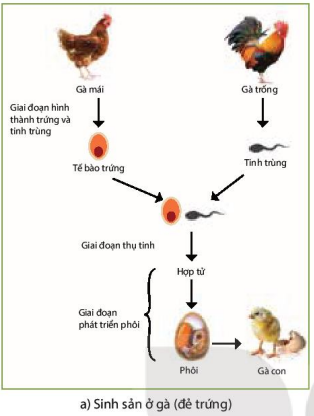 Gà mái
Gà trống
Giai đoạn hình
thành trứng và
tinh trùng
Tế bào trứng
Tinh trùng
Giai đoạn thụ tinh
Hợp tử
Giai đoạn
phát triển phôi
Phôi
Gà con
a) Sinh sản ở gà (đẻ trứng)